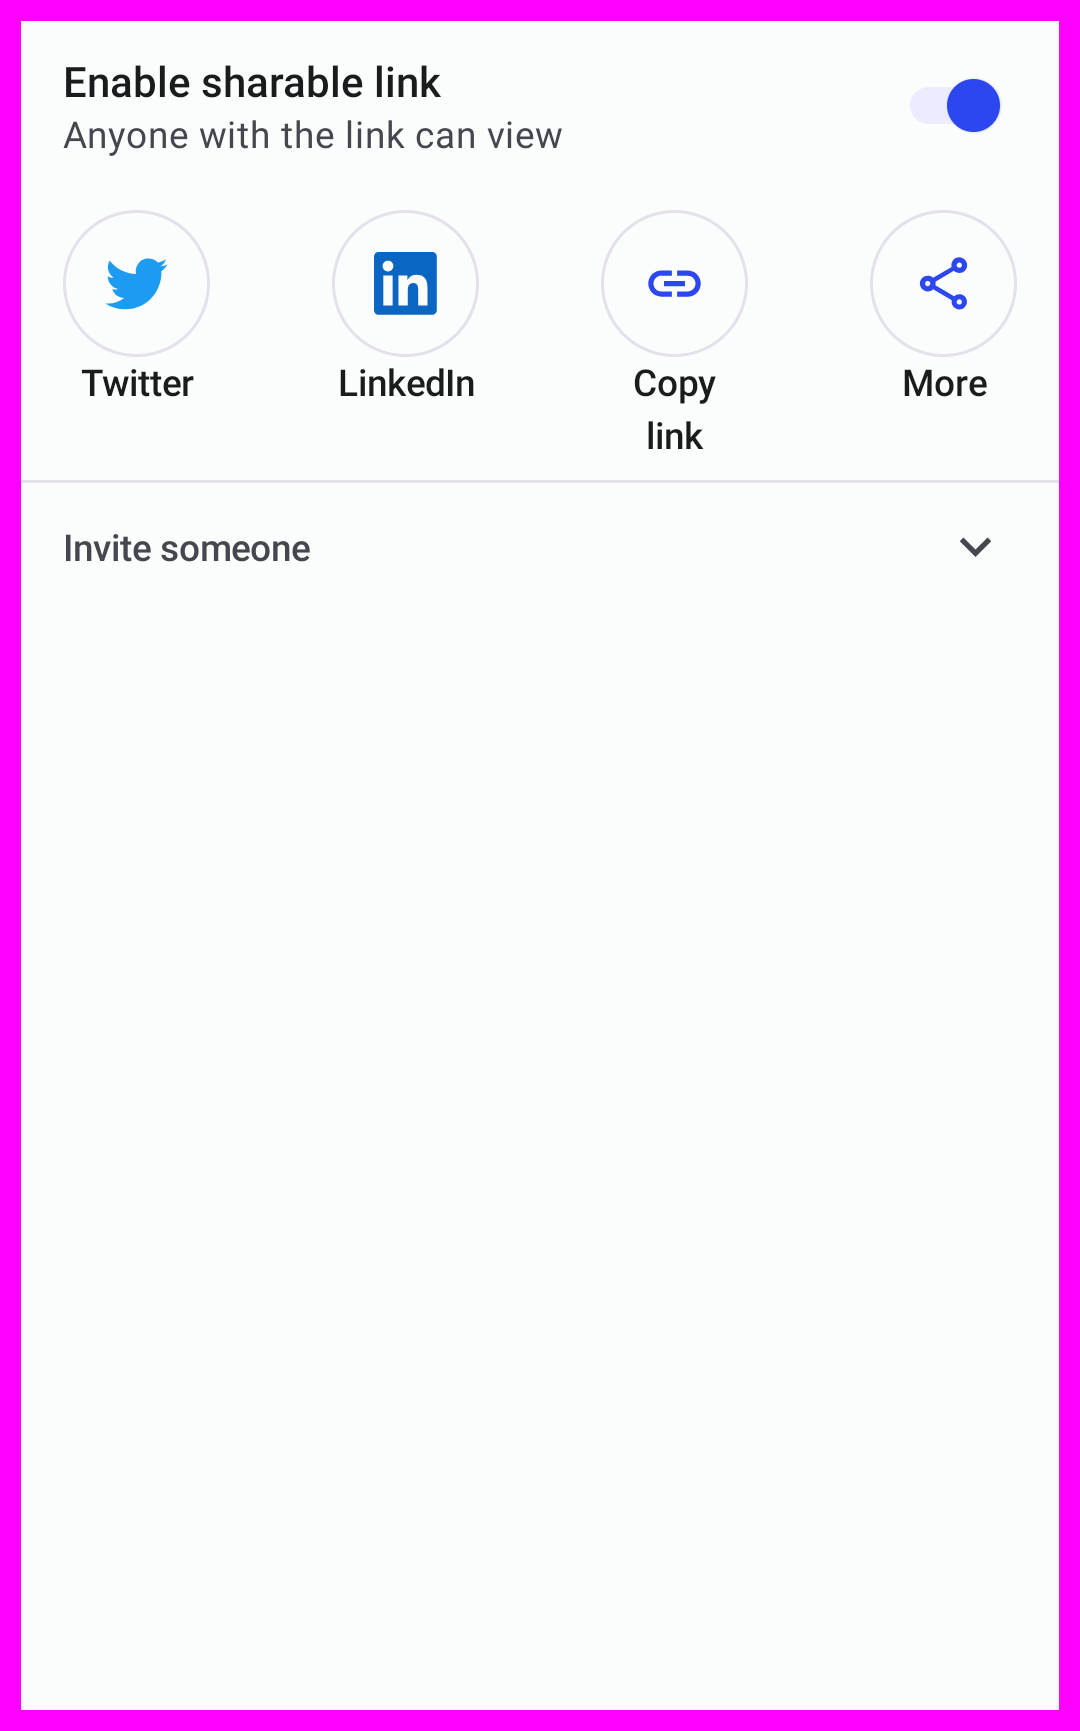 Enable sharable link
Anyone with the link can view
in
Twitter
LinkedIn
Copy
link
More
Invite someone